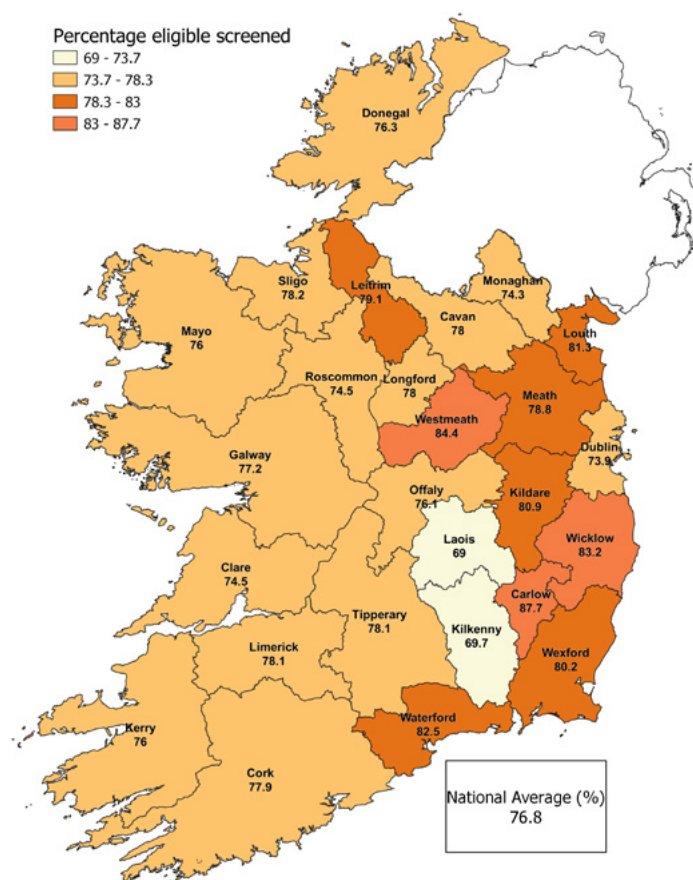 Percentage eligible screened
69 - 73.7
73.7 - 78.3
78.3 - 83
83 - 87.7
Donegal
76.3
Sligo
78.2
Leitrim
79.1
Monaghan
74.3
Cavan
78
Louth
81.3
Mayo
76
Roscommon
74.5
Longford
78
Meath
78.8
Westmeath
84.4
Dublin
73.9
Galway
77.2
Offaly
76.1
Kildare
80.9
Laois
69
Wicklow
83.2
Clare
74.5
Carlow
87.7
Tipperary
78.1
Kilkenny
69.7
Limerick
78.1
Wexford
80.2
Waterford
82.5
Kerry
76
Cork
77.9
National Average (%)
76.8